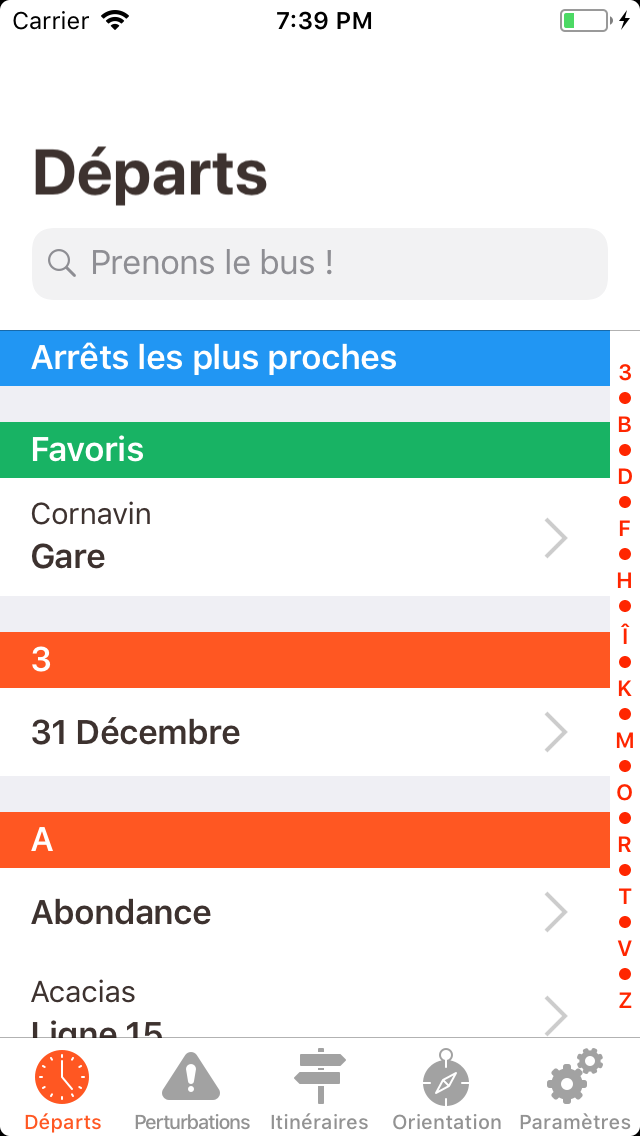 Carrier 7:39 PM
Départs
Prenons le bus !
Arrêts les plus proches
Favoris
Cornavin
Gare
3
31 Décembre
A
Abondance
Acacias
Ligne 15
3
B
D
F
H
Î
K
M
O
R
T
V
Z
Départs Perturbations Itinéraires Orientation Paramètres